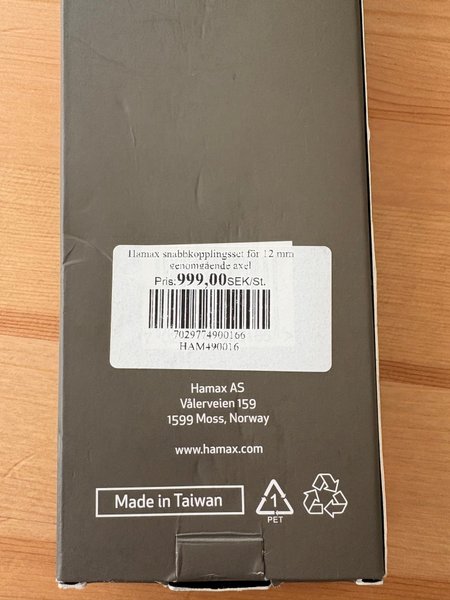 Hamax snabbkopplingsset för 12 mm
genomgående axel
Pris:999,00SEK/St.
7029774900166
HAM490016
Hamax AS
Vålerveien 159
1599 Moss, Norway
www.hamax.com
Made in Taiwan
1
PET